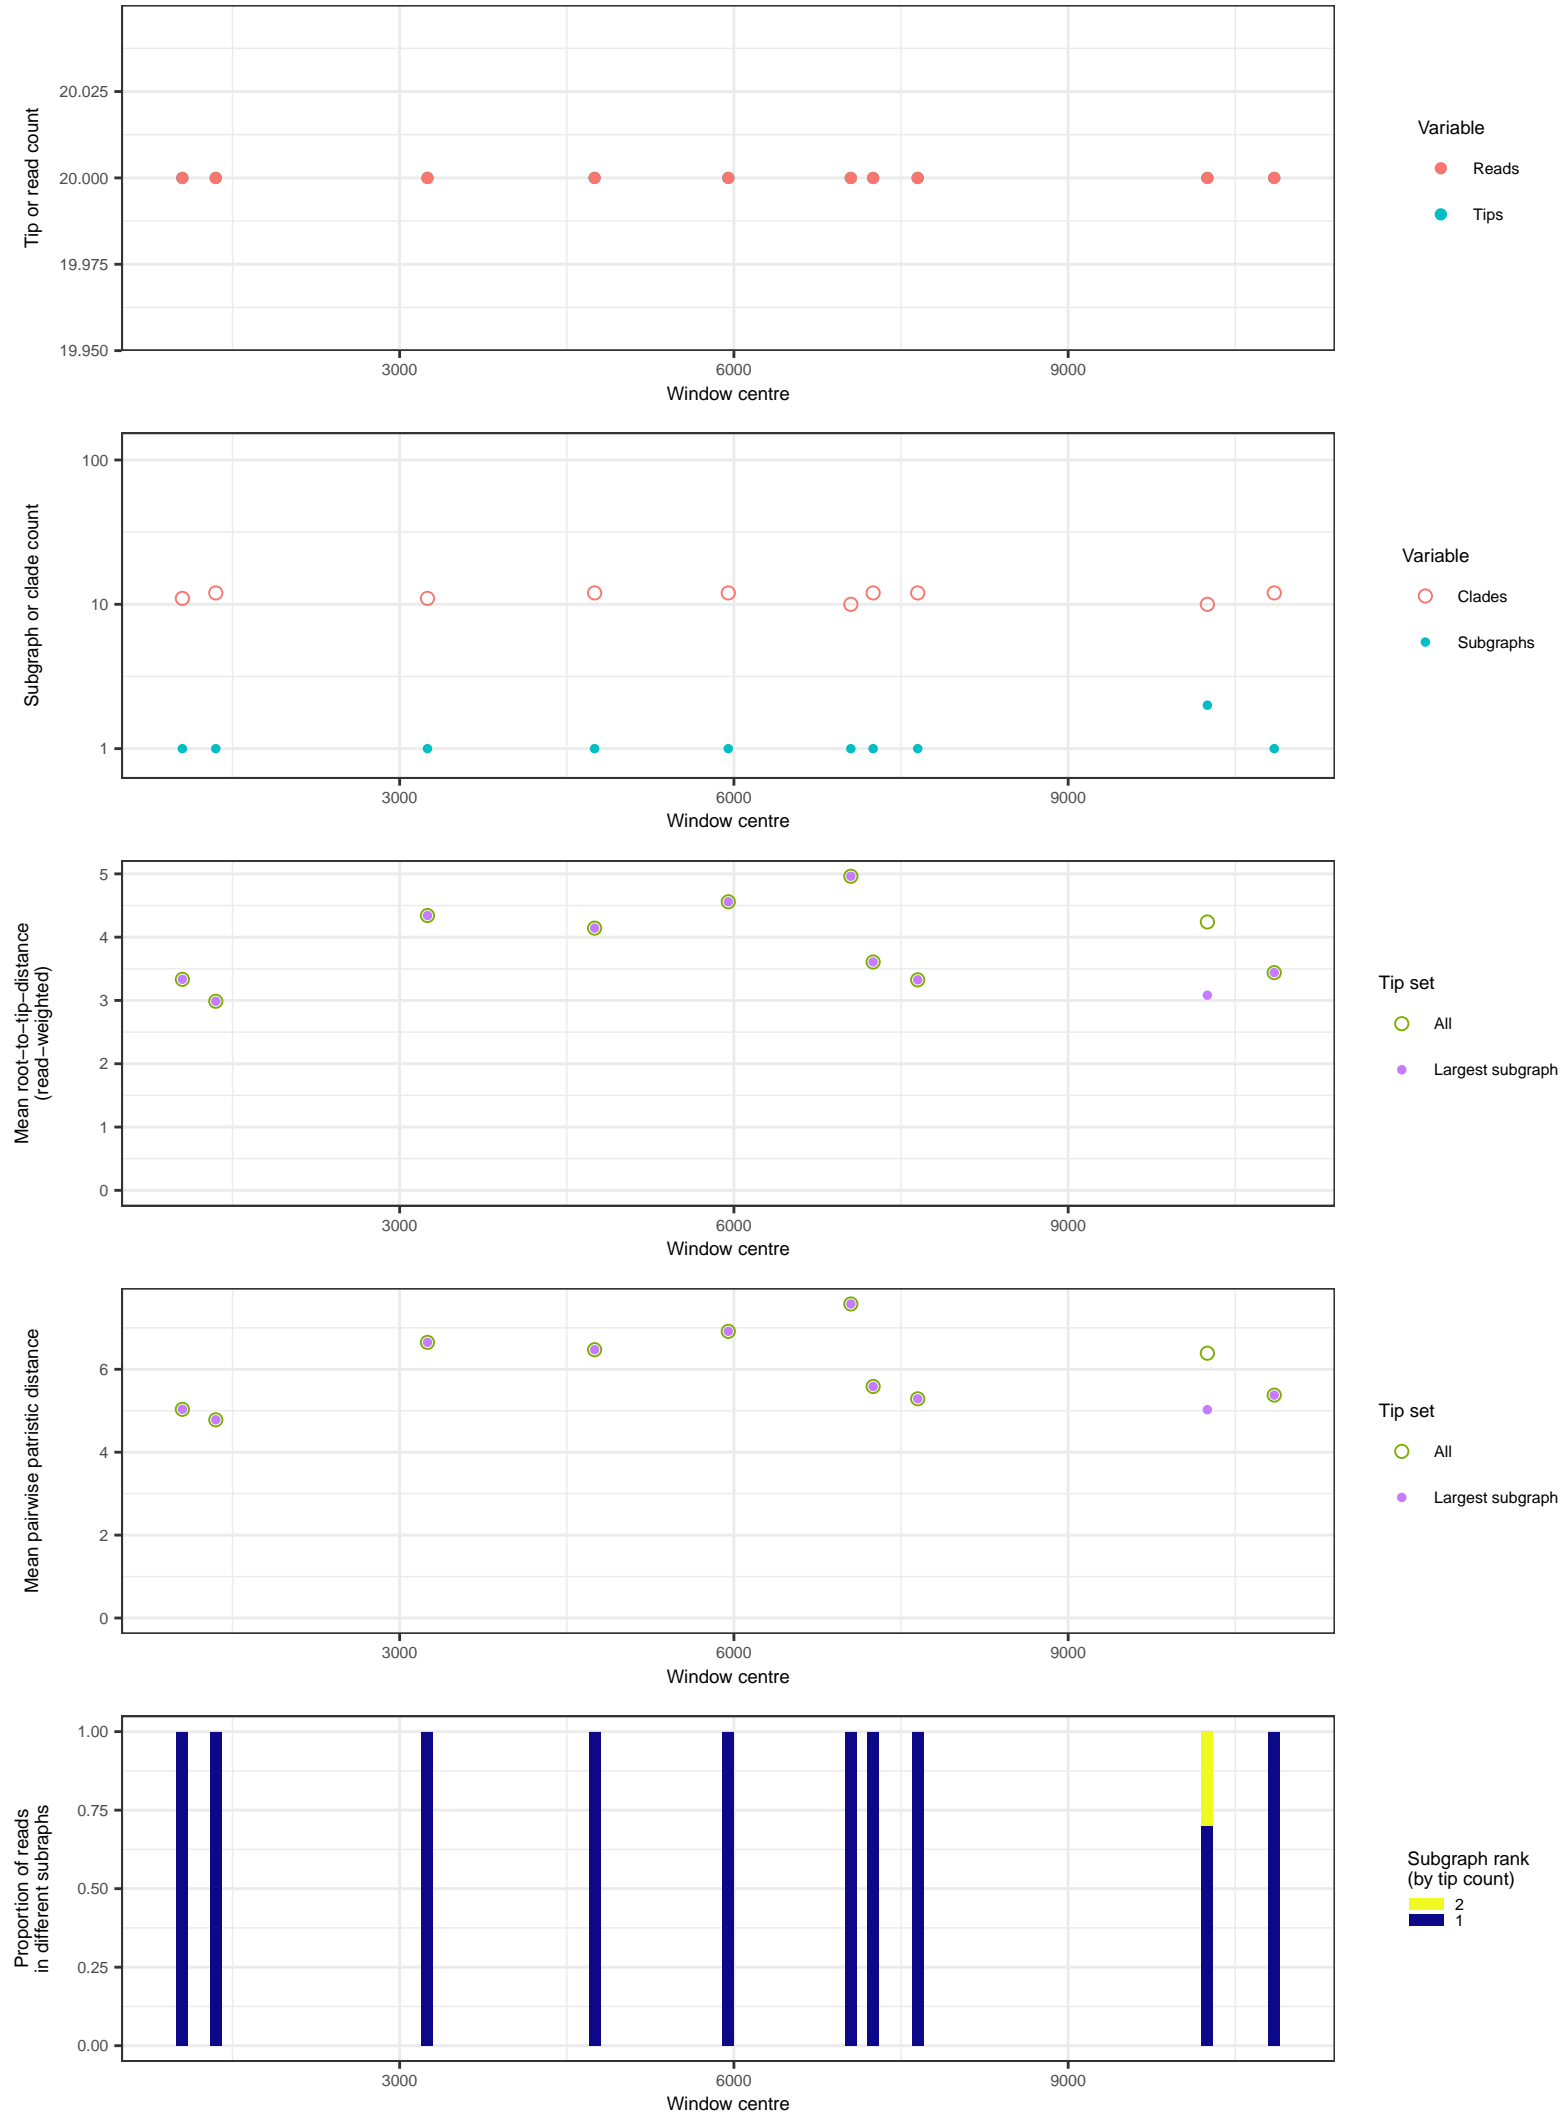 Tip or read count
20.025
20.000
19.975
19.950
3000
6000
9000
Window centre
Variable
Reads
Tips
Subgraph or clade count
100
10
1
3000
6000
9000
Window centre
Variable
Clades
Subgraphs
Mean root−to−tip−distance
(read−weighted)
5
4
3
2
1
0
3000
6000
9000
Window centre
Tip set
All
Largest subgraph
Mean pairwise patristic distance
6
4
2
0
3000
6000
9000
Window centre
Tip set
All
Largest subgraph
Proportion of reads
in different subraphs
1.00
0.75
0.50
0.25
0.00
3000
6000
9000
Window centre
Subgraph rank
(by tip count)
2
1